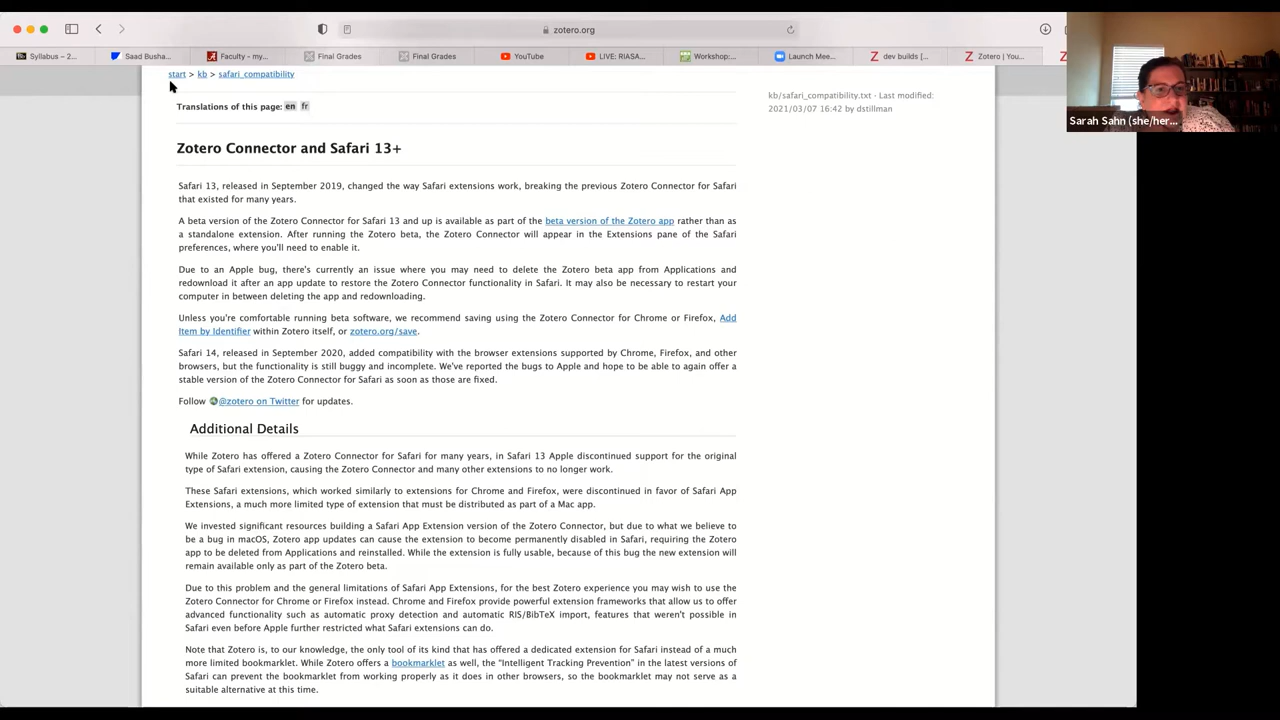 zotero.org
Syllabus – 2...
Saad Busha...
Faculty - my...
Final Grades
Final Grades
YouTube
LIVE: RIASA...
Workshop:...
Launch Mee...
dev builds [...
Zotero | You...
start > kb > safari_compatibility
Translations of this page: en fr
kb/safari_compatibility.txt · Last modified:
2021/03/07 16:42 by dstillman
Sarah Sahn (she/her...
Zotero Connector and Safari 13+
Safari 13, released in September 2019, changed the way Safari extensions work, breaking the previous Zotero Connector for Safari
that existed for many years.
A beta version of the Zotero Connector for Safari 13 and up is available as part of the beta version of the Zotero app rather than as
a standalone extension. After running the Zotero beta, the Zotero Connector will appear in the Extensions pane of the Safari
preferences, where you'll need to enable it.
Due to an Apple bug, there's currently an issue where you may need to delete the Zotero beta app from Applications and
redownload it after an app update to restore the Zotero Connector functionality in Safari. It may also be necessary to restart your
computer in between deleting the app and redownloading.
Unless you're comfortable running beta software, we recommend saving using the Zotero Connector for Chrome or Firefox, Add
Item by Identifier within Zotero itself, or zotero.org/save.
Safari 14, released in September 2020, added compatibility with the browser extensions supported by Chrome, Firefox, and other
browsers, but the functionality is still buggy and incomplete. We've reported the bugs to Apple and hope to be able to again offer a
stable version of the Zotero Connector for Safari as soon as those are fixed.
Follow @zotero on Twitter for updates.
Additional Details
While Zotero has offered a Zotero Connector for Safari for many years, in Safari 13 Apple discontinued support for the original
type of Safari extension, causing the Zotero Connector and many other extensions to no longer work.
These Safari extensions, which worked similarly to extensions for Chrome and Firefox, were discontinued in favor of Safari App
Extensions, a much more limited type of extension that must be distributed as part of a Mac app.
We invested significant resources building a Safari App Extension version of the Zotero Connector, but due to what we believe to
be a bug in macOS, Zotero app updates can cause the extension to become permanently disabled in Safari, requiring the Zotero
app to be deleted from Applications and reinstalled. While the extension is fully usable, because of this bug the new extension will
remain available only as part of the Zotero beta.
Due to this problem and the general limitations of Safari App Extensions, for the best Zotero experience you may wish to use the
Zotero Connector for Chrome or Firefox instead. Chrome and Firefox provide powerful extension frameworks that allow us to offer
advanced functionality such as automatic proxy detection and automatic RIS/BibTeX import, features that weren't possible in
Safari even before Apple further restricted what Safari extensions can do.
Note that Zotero is, to our knowledge, the only tool of its kind that has offered a dedicated extension for Safari instead of a much
more limited bookmarklet. While Zotero offers a bookmarklet as well, the "Intelligent Tracking Prevention" in the latest versions of
Safari can prevent the bookmarklet from working properly as it does in other browsers, so the bookmarklet may not serve as a
suitable alternative at this time.